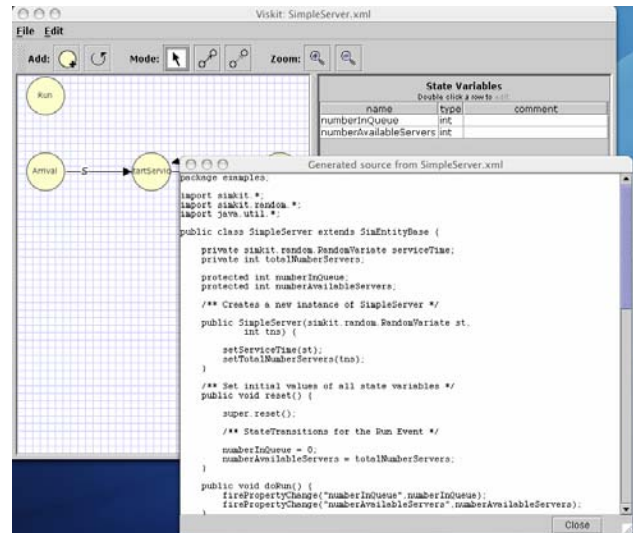 Viskit: SimpleServer.xml
File Edit
Add: Mode: Zoom:
Run
State Variables
Double click a row to edit
name type comment
numberInQueue int
numberAvailableServers int
Arrival S StartServic
Generated source from SimpleServer.xml
package examples;
import simkit.*;
import simkit.random.*;
import java.util.*;
public class SimpleServer extends SimEntityBase {
private simkit.random.RandomVariate serviceTime;
private int totalNumberServers;
protected int numberInQueue;
protected int numberAvailableServers;
/** Creates a new instance of SimpleServer */
public SimpleServer(simkit.random.RandomVariate st,
int tns) {
setServiceTime(st);
setTotalNumberServers(tns);
}
/** Set initial values of all state variables */
public void reset() {
super.reset();
/** StateTransitions for the Run Event */
numberInQueue = 0;
numberAvailableServers = totalNumberServers;
}
public void doRun() {
firePropertyChange("numberInQueue",numberInQueue);
firePropertyChange("numberAvailableServers",numberAvailableServers);
}
Close